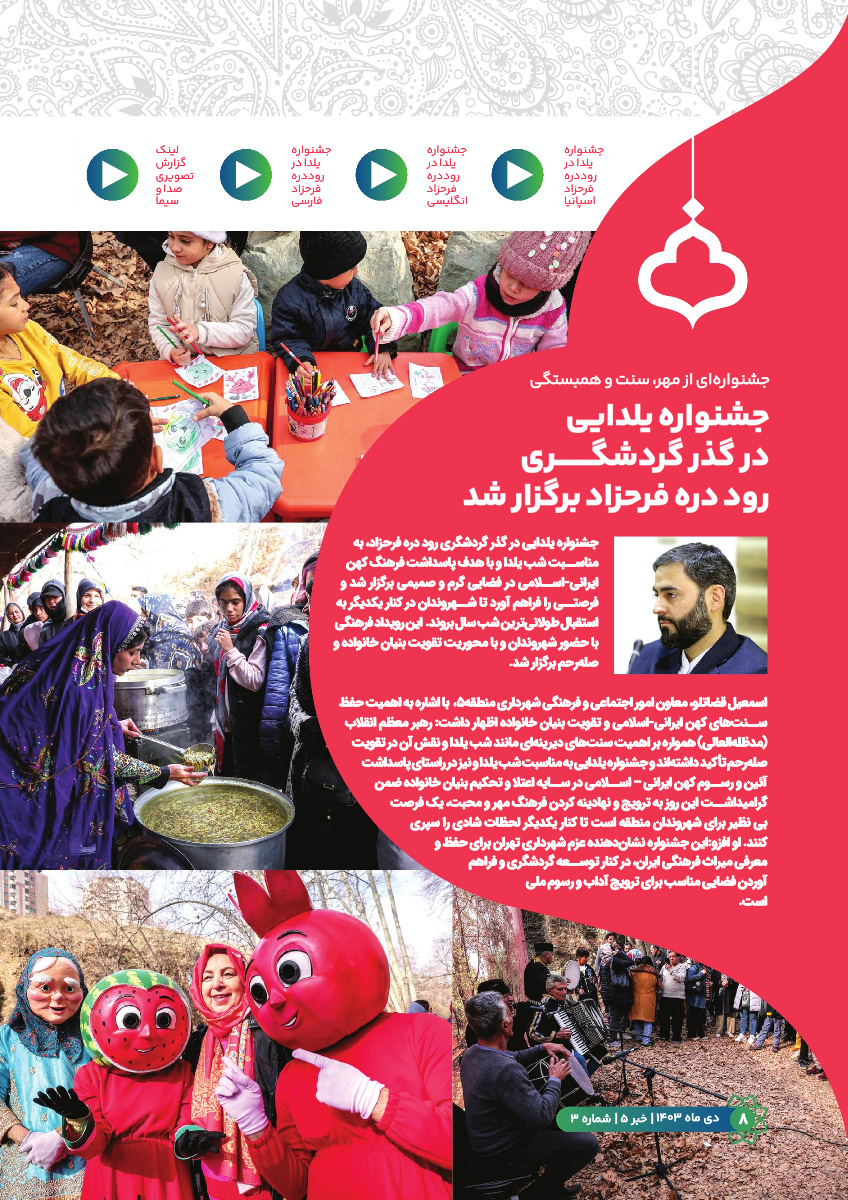 جشنواره
یلدا در
رود‌دره
فرحزاد
اسپانیا
جشنواره
یلدا در
رود‌دره
فرحزاد
انگلیسی
جشنواره
یلدا در
رود‌دره
فرحزاد
فارسی
لینک
گزارش
تصویری
صدا و
سیما
جشنواره‌ای از مهر، سنت و همبستگی
جشنواره یلدایی
در گذر گردشگری
رود دره فرحزاد برگزار شد
جشنواره یلدایی در گذر گردشگری رود دره فرحزاد، به
مناسبت شب یلدا و با هدف پاسداشت فرهنگ کهن
ایرانی-اسلامی در فضایی گرم و صمیمی برگزار شد و
فرصتی را فراهم آورد تا شهروندان در کنار یکدیگر به
استقبال طولانی‌ترین شب سال بروند. این رویداد فرهنگی
با حضور شهروندان و با محوریت تقویت بنیان خانواده و
صله‌رحم برگزار شد.
اسمعیل قضاتلو، معاون امور اجتماعی و فرهنگی شهرداری منطقه۵، با اشاره به اهمیت حفظ
سنت‌های کهن ایرانی-اسلامی و تقویت بنیان خانواده اظهار داشت: رهبر معظم انقلاب
(مدظله‌العالی) همواره بر اهمیت سنت‌های دیرینه‌ای مانند شب یلدا و نقش آن در تقویت
صله‌رحم تأکید داشته‌اند و جشنواره یلدایی به مناسبت شب یلدا و نیز در راستای پاسداشت
آئین و رسوم کهن ایرانی – اسلامی در سایه اعتلا و تحکیم بنیان خانواده ضمن
گرامیداشت این روز به ترویج و نهادینه کردن فرهنگ مهر و محبت، یک فرصت
بی نظیر برای شهروندان منطقه است تا کنار یکدیگر لحظات شادی را سپری
کنند. او افزو:این جشنواره نشان‌دهنده عزم شهرداری تهران برای حفظ و
معرفی میراث فرهنگی ایران، در کنار توسعه گردشگری و فراهم
آوردن فضایی مناسب برای ترویج آداب و رسوم ملی
است.
۸ دی ماه ۱۴۰۳ | خبر ۵ | شماره ۳